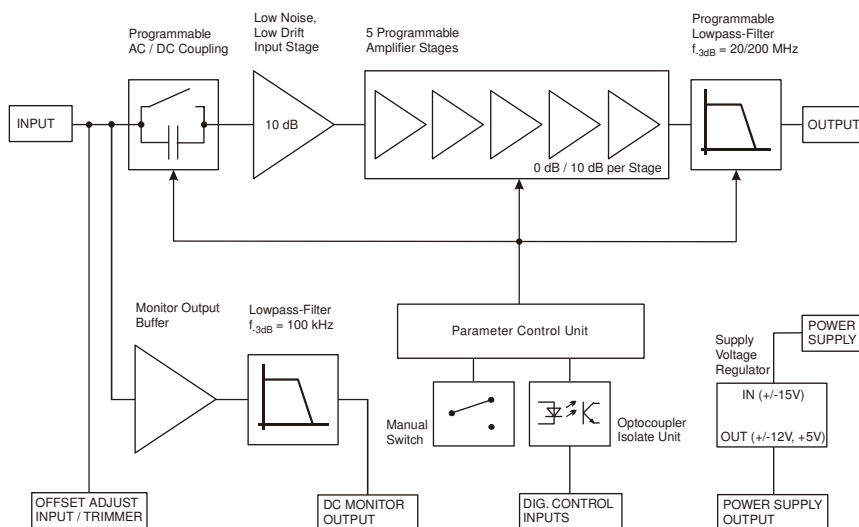 Programmable
AC / DC Coupling
Low Noise,
Low Drift
Input Stage
5 Programmable
Amplifier Stages
Programmable
Lowpass-Filter
f-3dB = 20/200 MHz
INPUT
10 dB
0 dB / 10 dB per Stage
OUTPUT
Monitor Output
Buffer
Lowpass-Filter
f-3dB = 100 kHz
Parameter Control Unit
Manual
Switch
Optocoupler
Isolate Unit
Supply
Voltage
Regulator
POWER
SUPPLY
IN (+/-15V)
OUT (+/-12V, +5V)
OFFSET ADJUST
INPUT / TRIMMER
DC MONITOR
OUTPUT
DIG. CONTROL
INPUTS
POWER SUPPLY
OUTPUT